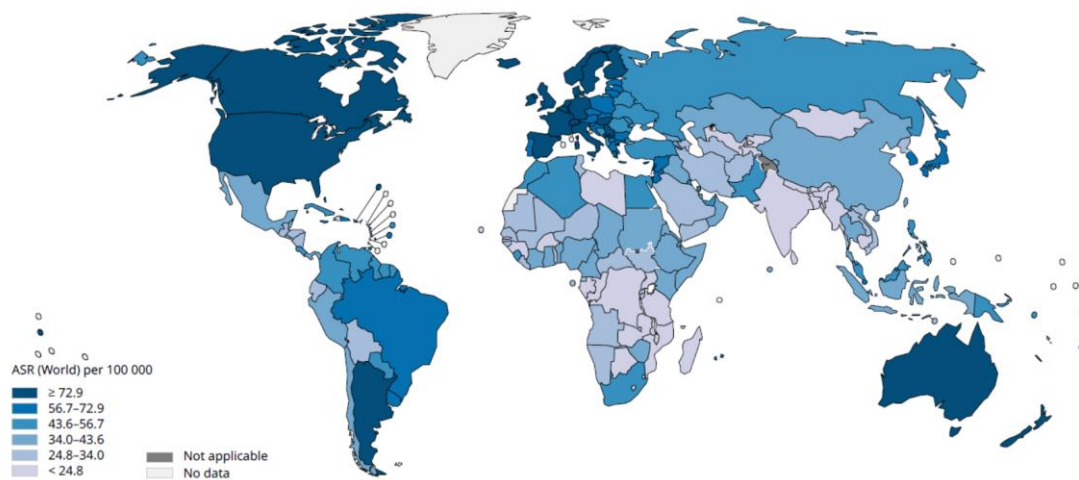 ASR (World) per 100 000
≥ 72.9
56.7–72.9
43.6–56.7
34.0–43.6
24.8–34.0
< 24.8
Not applicable
No data